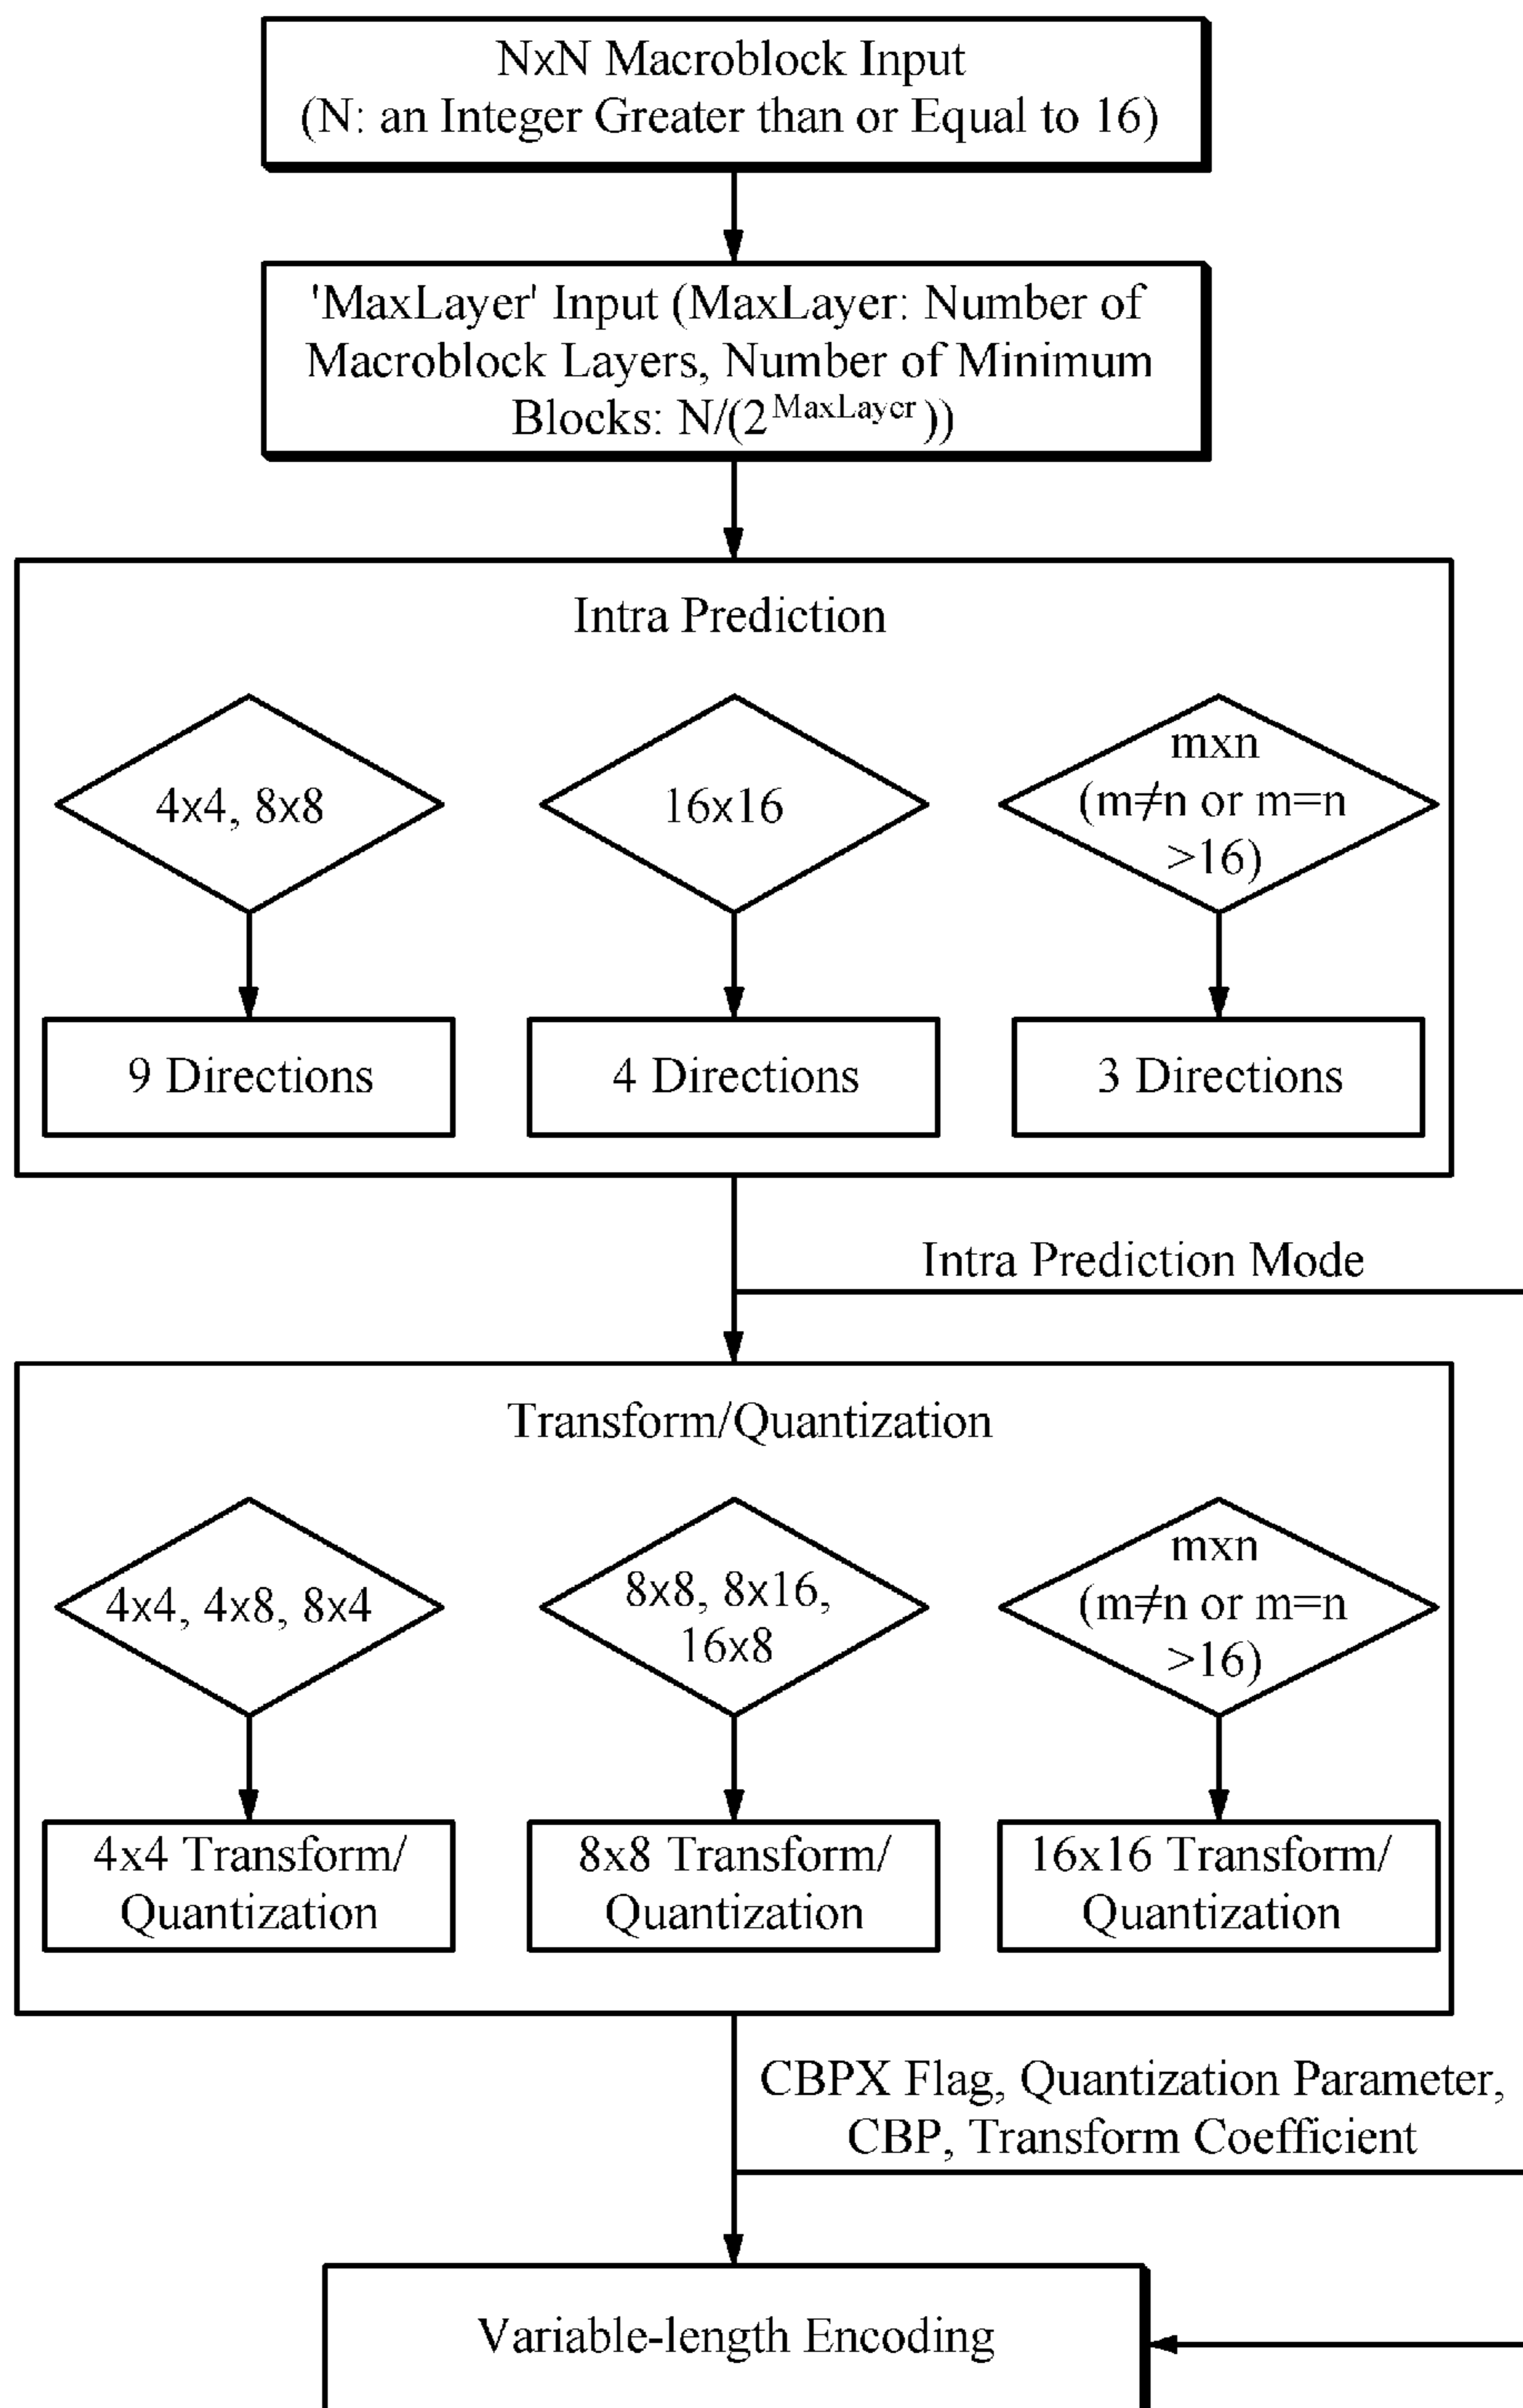 NxN Macroblock Input
(N: an Integer Greater than or Equal to 16)
'MaxLayer' Input (MaxLayer: Number of
Macroblock Layers, Number of Minimum
Blocks: N/(2^MaxLayer))
Intra Prediction
4x4, 8x8
16x16
mxn
(m≠n or m=n
>16)
9 Directions
4 Directions
3 Directions
Intra Prediction Mode
Transform/Quantization
4x4, 4x8, 8x4
8x8, 8x16,
16x8
mxn
(m≠n or m=n
>16)
4x4 Transform/
Quantization
8x8 Transform/
Quantization
16x16 Transform/
Quantization
CBPX Flag, Quantization Parameter,
CBP, Transform Coefficient
Variable-length Encoding